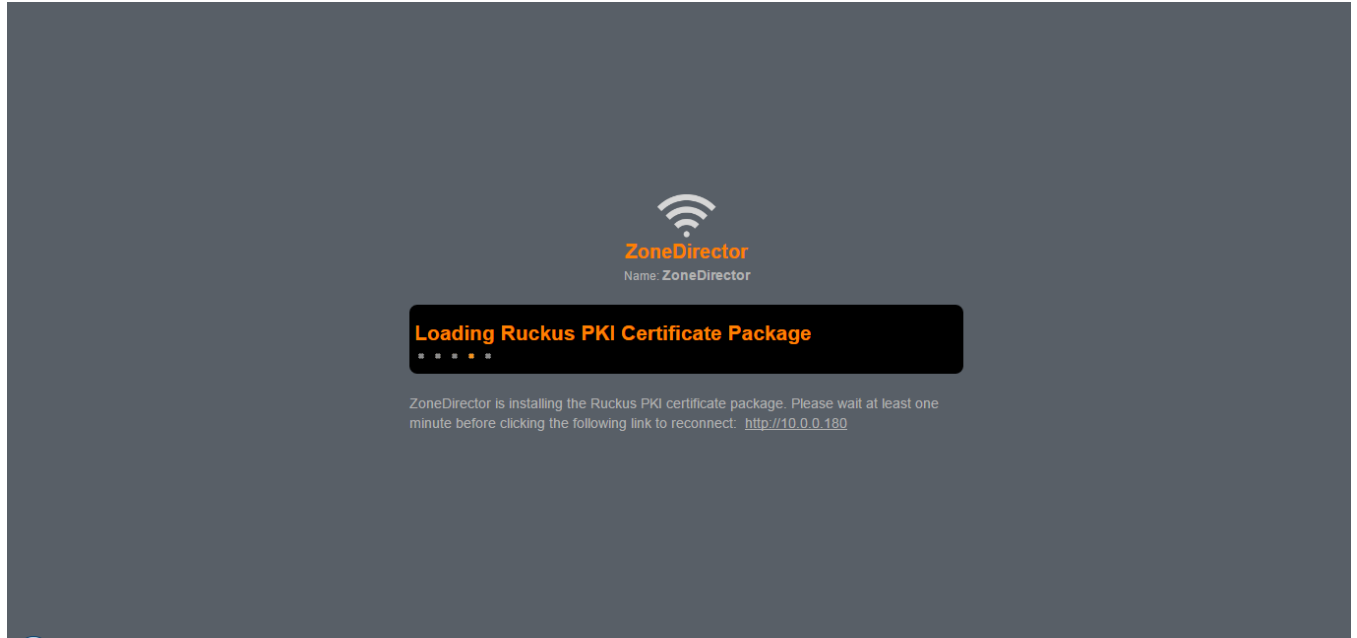 ZoneDirector
Name: ZoneDirector
Loading Ruckus PKI Certificate Package
ZoneDirector is installing the Ruckus PKI certificate package. Please wait at least one
minute before clicking the following link to reconnect: http://10.0.0.180